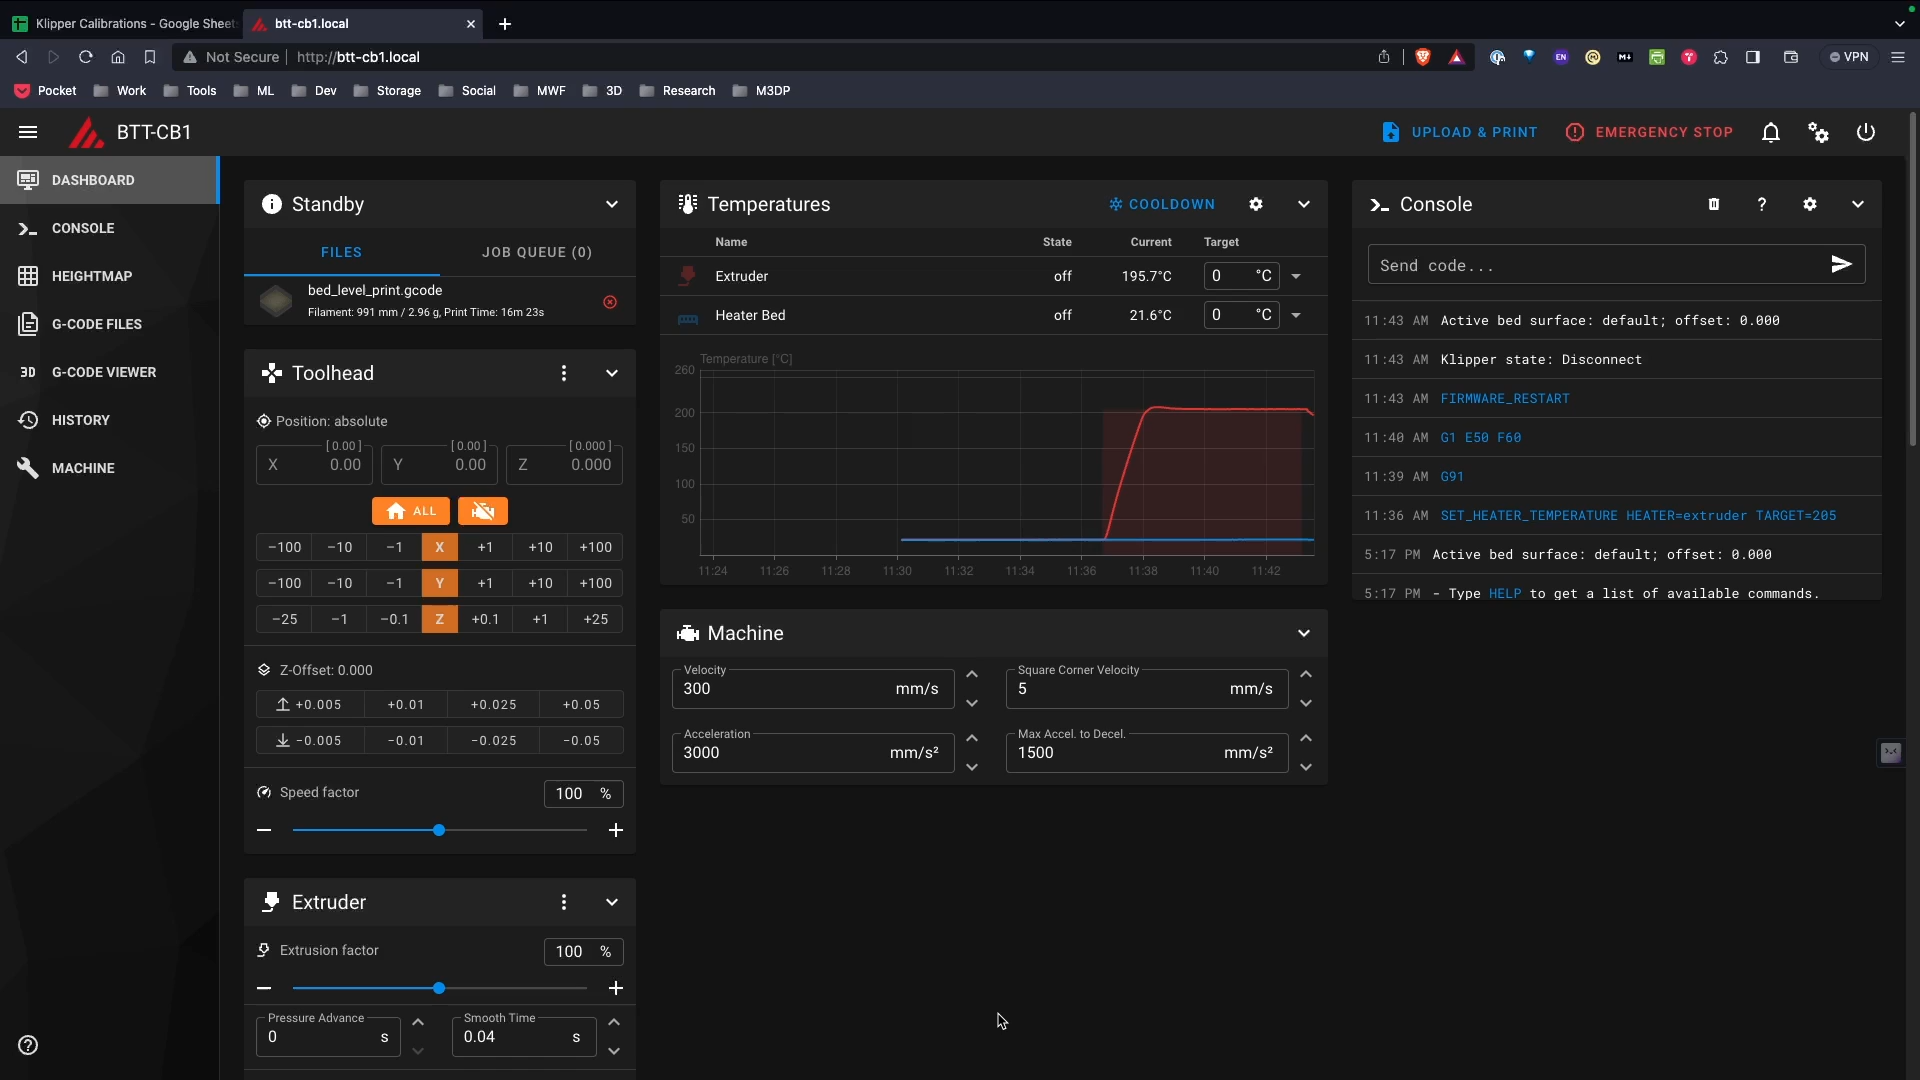 Klipper Calibrations - Google Sheets
btt-cb1.local
Not Secure
http://btt-cb1.local
EN
M↓
VPN
Pocket
Work
Tools
ML
Dev
Storage
Social
MWF
3D
Research
M3DP
BTT-CB1
UPLOAD & PRINT
EMERGENCY STOP
DASHBOARD
CONSOLE
HEIGHTMAP
G-CODE FILES
3D G-CODE VIEWER
HISTORY
MACHINE
Standby
FILES
JOB QUEUE (0)
bed_level_print.gcode
Filament: 991 mm / 2.96 g, Print Time: 16m 23s
Toolhead
Position: absolute
[ 0.00 ] [ 0.00 ] [ 0.000 ]
X 0.00 Y 0.00 Z 0.000
ALL
-100 -10 -1 X +1 +10 +100
-100 -10 -1 Y +1 +10 +100
-25 -1 -0.1 Z +0.1 +1 +25
Z-Offset: 0.000
+0.005 +0.01 +0.025 +0.05
-0.005 -0.01 -0.025 -0.05
Speed factor 100 %
Extruder
Extrusion factor 100 %
Pressure Advance
0 s
Smooth Time
0.04 s
Temperatures
COOLDOWN
Name State Current Target
Extruder off 195.7°C 0 °C
Heater Bed off 21.6°C 0 °C
Temperature [°C]
260
200
150
100
50
11:24 11:26 11:28 11:30 11:32 11:34 11:36 11:38 11:40 11:42
Machine
Velocity
300 mm/s
Square Corner Velocity
5 mm/s
Acceleration
3000 mm/s²
Max Accel. to Decel.
1500 mm/s²
Console
Send code...
11:43 AM Active bed surface: default; offset: 0.000
11:43 AM Klipper state: Disconnect
11:43 AM FIRMWARE_RESTART
11:40 AM G1 E50 F60
11:39 AM G91
11:36 AM SET_HEATER_TEMPERATURE HEATER=extruder TARGET=205
5:17 PM Active bed surface: default; offset: 0.000
5:17 PM - Type HELP to get a list of available commands.